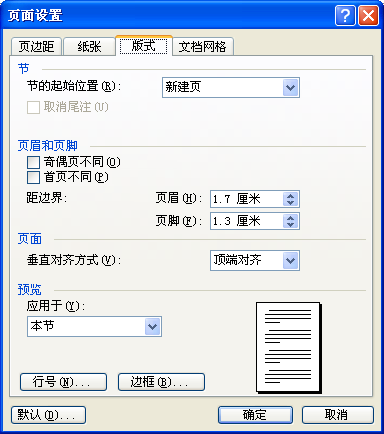 页面设置
页边距 纸张 版式 文档网格
节
节的起始位置(R): 新建页
取消尾注(U)
页眉和页脚
奇偶页不同(O)
首页不同(P)
距边界: 页眉(H): 1.7 厘米
页脚(F): 1.3 厘米
页面
垂直对齐方式(V): 顶端对齐
预览
应用于(Y):
本节
行号(N)... 边框(B)...
默认(D)... 确定 取消